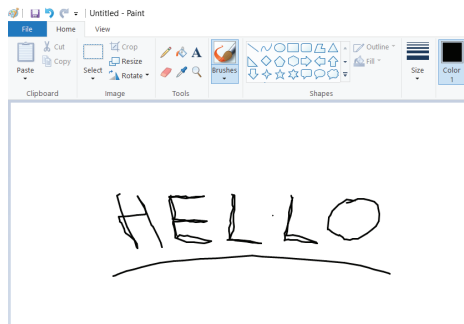 Untitled - Paint
File Home View
Paste
Cut
Copy
Clipboard
Select
Crop
Resize
Rotate
Image
A
Tools
Brushes
Shapes
Outline
Fill
Size
Color
1
HELLO